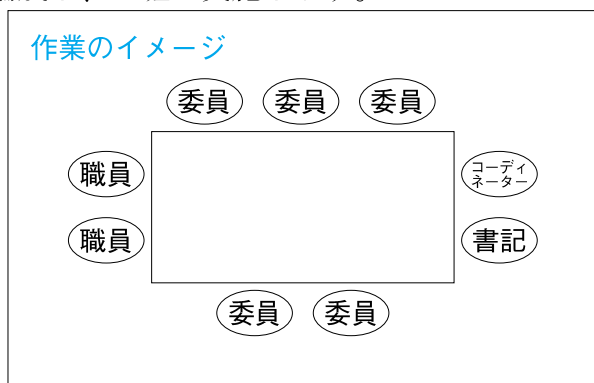 作業のイメージ
委員 委員 委員
職員
コーディ
ネーター
職員
書記
委員 委員